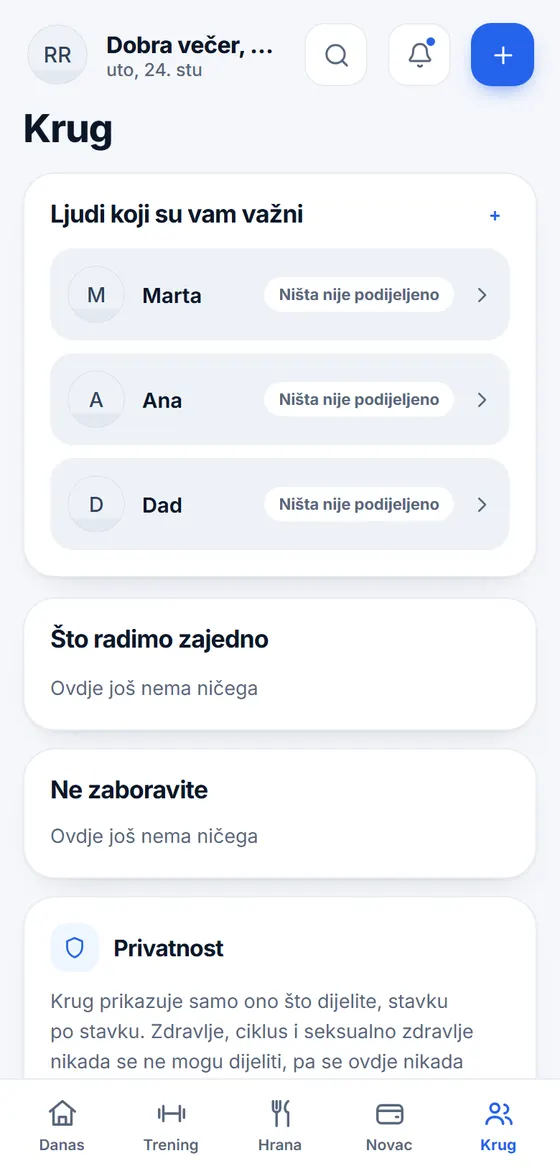 RR
Dobra večer, ...
uto, 24. stu
Krug
Ljudi koji su vam važni
+
M
Marta
Ništa nije podijeljeno
A
Ana
Ništa nije podijeljeno
D
Dad
Ništa nije podijeljeno
Što radimo zajedno
Ovdje još nema ničega
Ne zaboravite
Ovdje još nema ničega
Privatnost
Krug prikazuje samo ono što dijelite, stavku
po stavku. Zdravlje, ciklus i seksualno zdravlje
nikada se ne mogu dijeliti, pa se ovdje nikada
Danas
Trening
Hrana
Novac
Krug